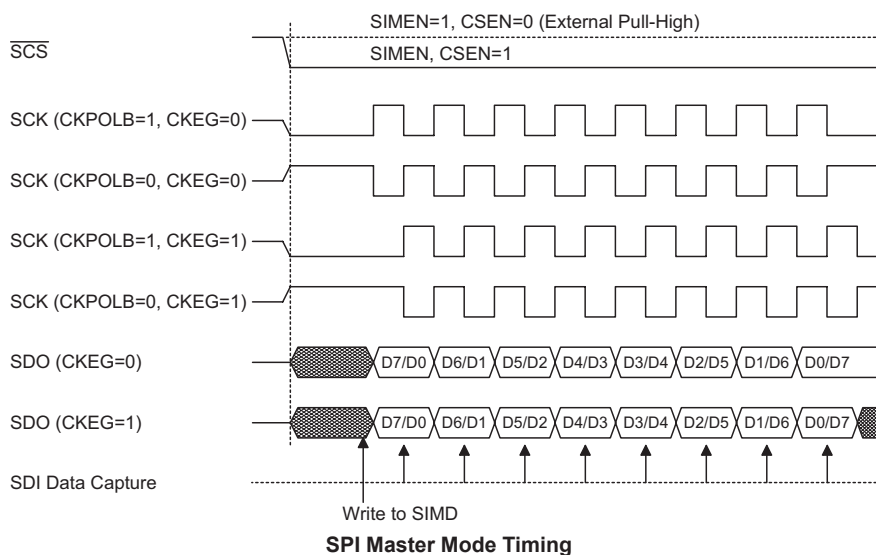 SIMEN=1, CSEN=0 (External Pull-High)
SCS
SIMEN, CSEN=1
SCK (CKPOLB=1, CKEG=0)
SCK (CKPOLB=0, CKEG=0)
SCK (CKPOLB=1, CKEG=1)
SCK (CKPOLB=0, CKEG=1)
SDO (CKEG=0) D7/D0 D6/D1 D5/D2 D4/D3 D3/D4 D2/D5 D1/D6 D0/D7
SDO (CKEG=1) D7/D0 D6/D1 D5/D2 D4/D3 D3/D4 D2/D5 D1/D6 D0/D7
SDI Data Capture
Write to SIMD
SPI Master Mode Timing